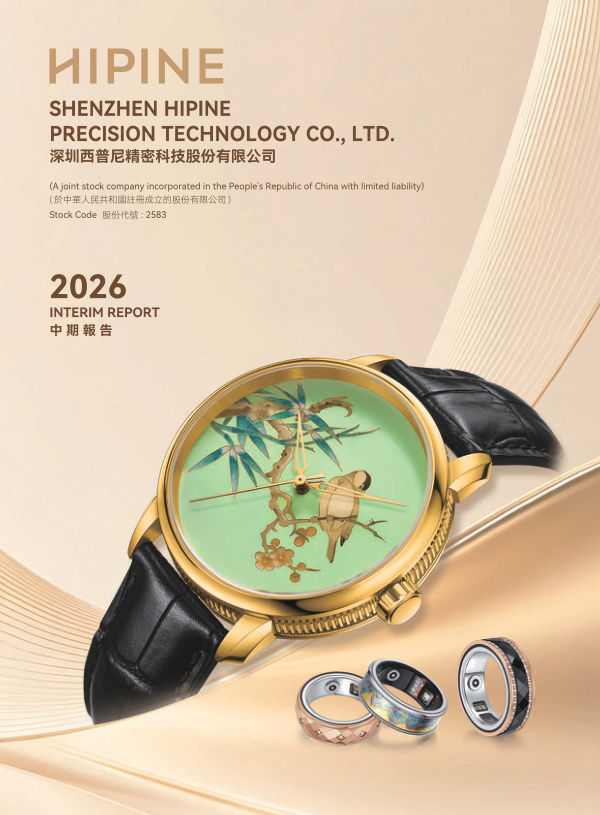 HIPINE
SHENZHEN HIPINE
PRECISION TECHNOLOGY CO., LTD.
深圳西普尼精密科技股份有限公司
(A joint stock company incorporated in the People's Republic of China with limited liability)
(於中華人民共和國註冊成立的股份有限公司)
Stock Code 股份代號 : 2583
2026
INTERIM REPORT
中期報告